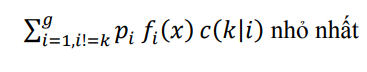 ∑_{i=1,i!=k}^{g} p_i f_i(x) c(k|i) nhỏ nhất